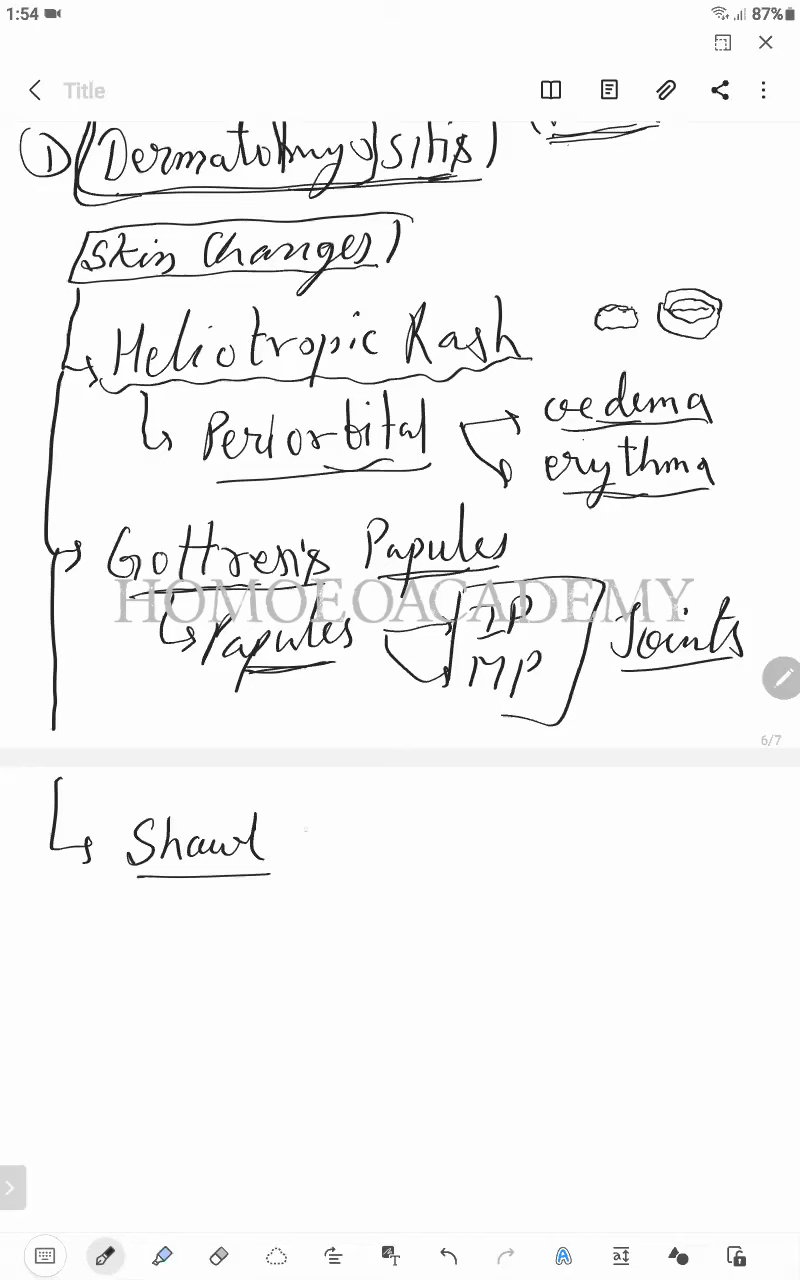 1:54 87%
Title
① Dermatomyositis
Skin Changes
Heliotropic Rash
Periorbital oedema
erythma
Gottren's Papules
HOMOEOACADEMY
Papules IP Joints
MP
6/7
Shawl